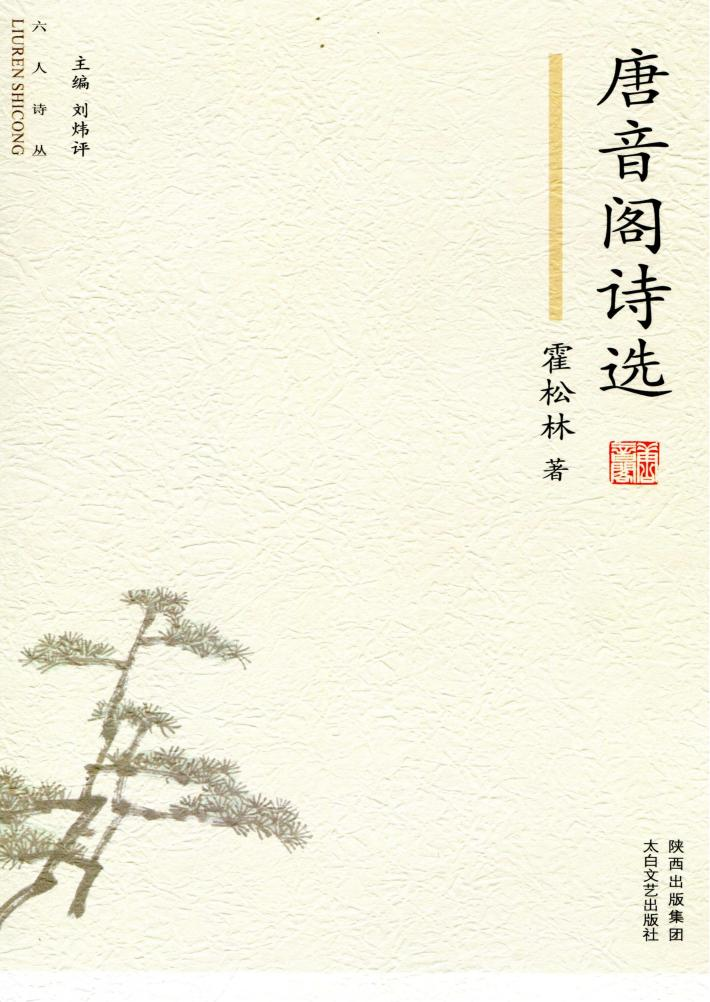 唐音阁诗选
霍松林 著
主编 刘炜评
六人诗丛
LIUREN SHICONG
陕西出版集团
太白文艺出版社